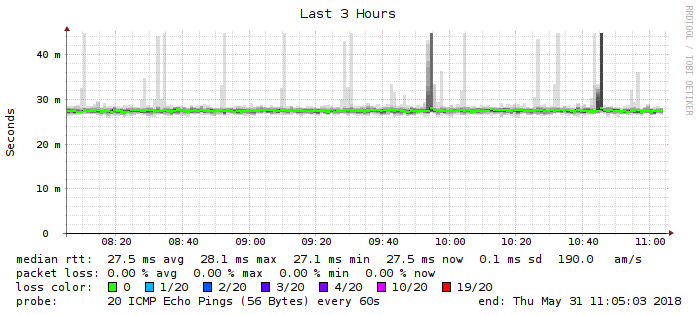 Last 3 Hours
RRDTOOL / TOBI OETIKER
Seconds
40 m
30 m
20 m
10 m
0
08:20 08:40 09:00 09:20 09:40 10:00 10:20 10:40 11:00
median rtt: 27.5 ms avg 28.1 ms max 27.1 ms min 27.5 ms now 0.1 ms sd 190.0 am/s
packet loss: 0.00 % avg 0.00 % max 0.00 % min 0.00 % now
loss color: 0 1/20 2/20 3/20 4/20 10/20 19/20
probe: 20 ICMP Echo Pings (56 Bytes) every 60s end: Thu May 31 11:05:03 2018